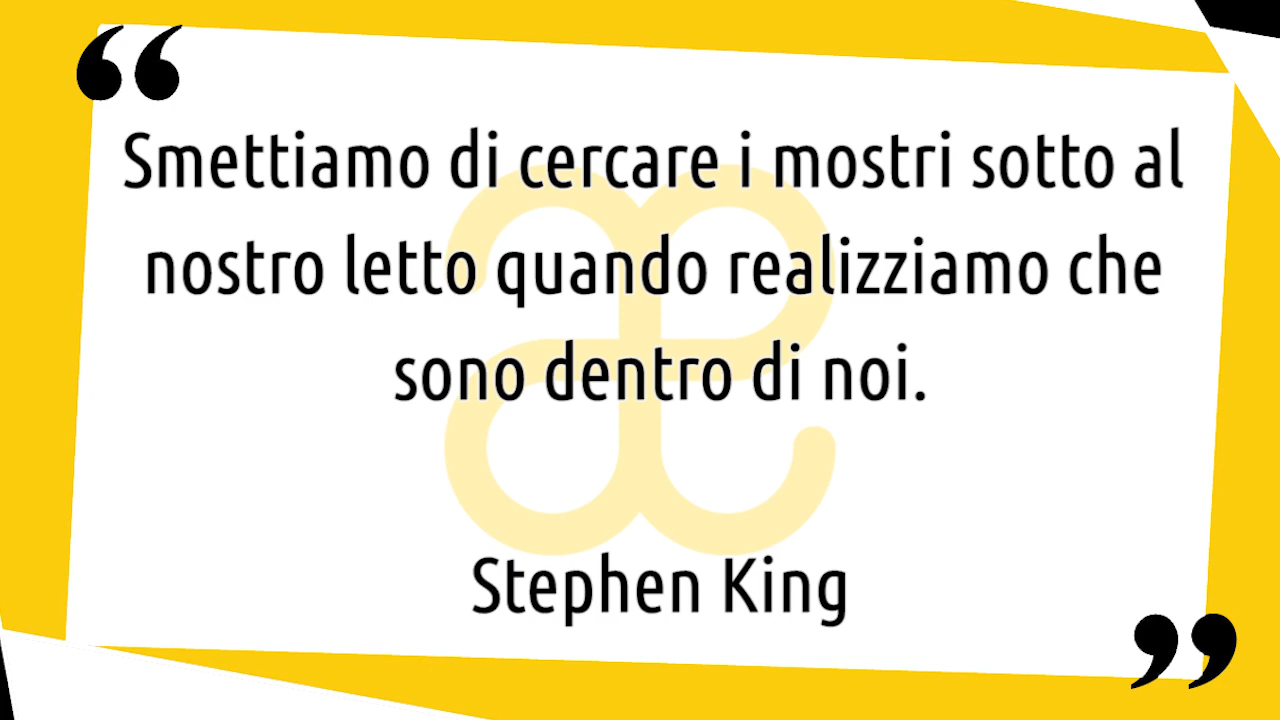 “
Smettiamo di cercare i mostri sotto al
nostro letto quando realizziamo che
sono dentro di noi.
Stephen King
”